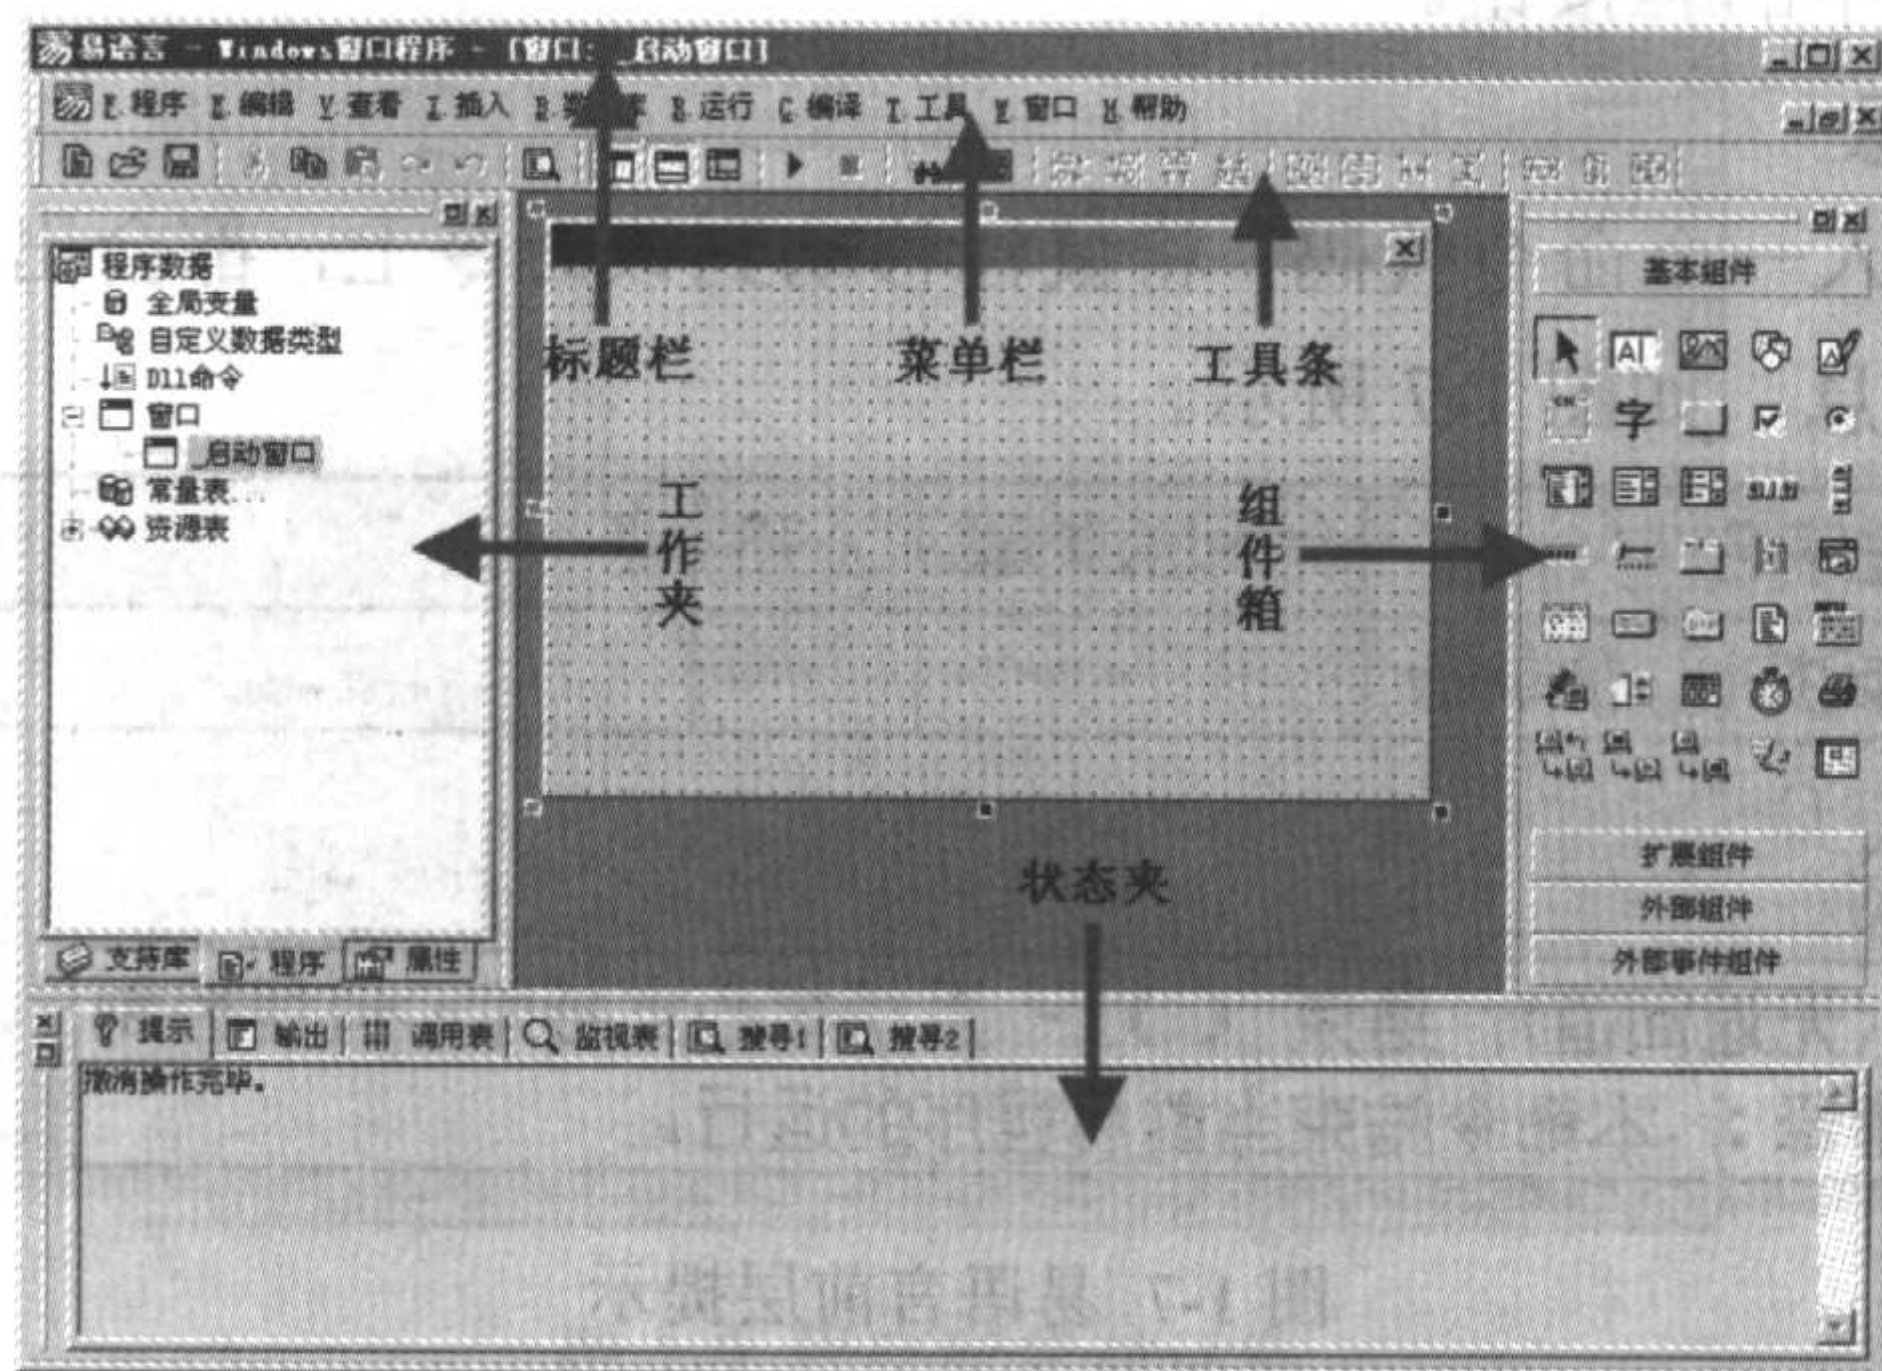 易语言 - Windows窗口程序 - [窗口: _启动窗口]
F.程序 E.编辑 V.查看 I.插入 B. R.运行 C.编译 T.工具 W.窗口 H.帮助
程序数据
全局变量
自定义数据类型
Dll命令
窗口
_启动窗口
常量表...
资源表
支持库 程序 属性
标题栏 菜单栏 工具条
工作夹
组件箱
状态夹
基本组件
字
扩展组件
外部组件
外部事件组件
提示 输出 调用表 监视表 搜寻1 搜寻2
撤消操作完毕。